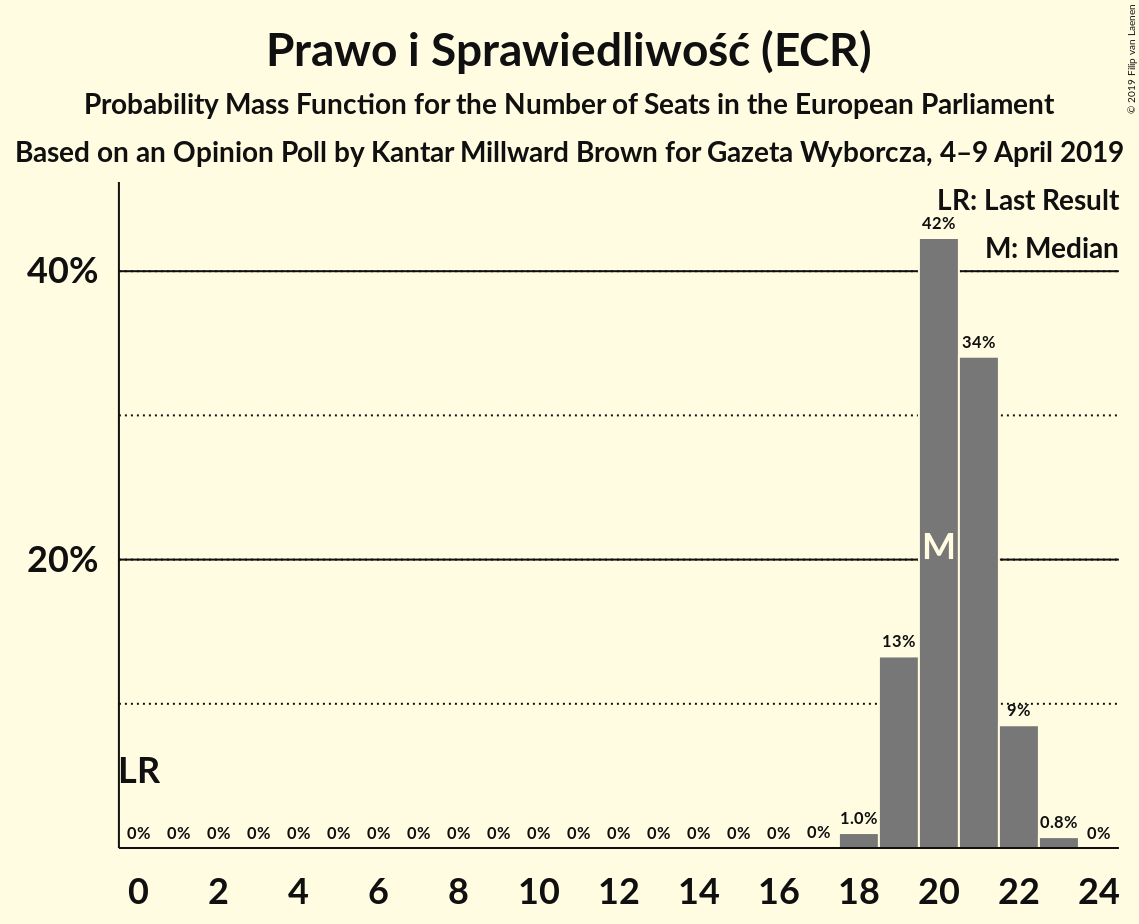 Prawo i Sprawiedliwość (ECR)
Probability Mass Function for the Number of Seats in the European Parliament
Based on an Opinion Poll by Kantar Millward Brown for Gazeta Wyborcza, 4–9 April 2019
© 2019 Filip van Laenen
LR: Last Result
M: Median
40%
20%
42%
34%
13%
9%
M
LR
0% 0% 0% 0% 0% 0% 0% 0% 0% 0% 0% 0% 0% 0% 0% 0% 0% 0% 1.0% 0.8% 0%
0 2 4 6 8 10 12 14 16 18 20 22 24